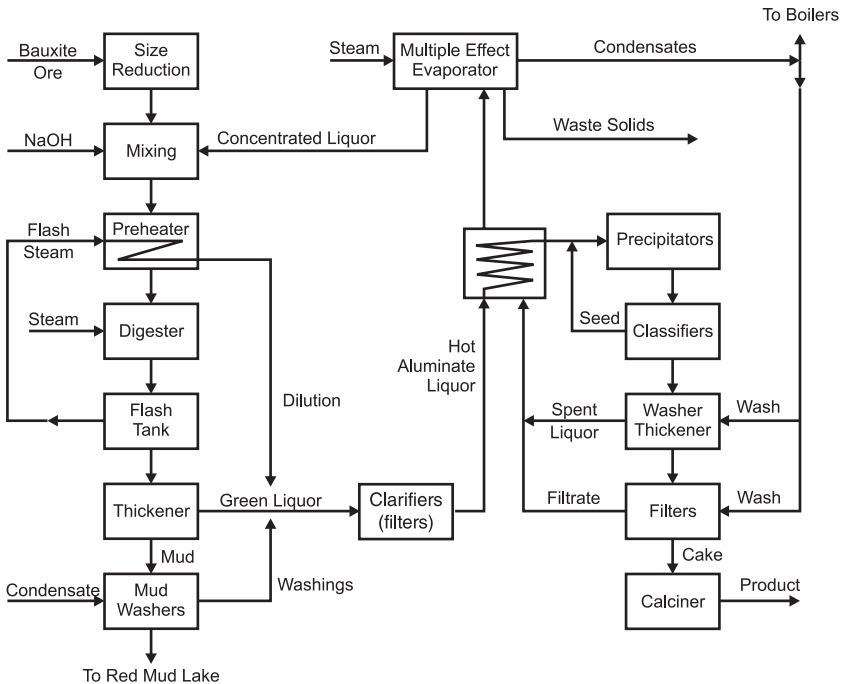 To Boilers
Bauxite
Ore
Size
Reduction
Steam
Multiple Effect
Evaporator
Condensates
NaOH
Mixing
Concentrated Liquor
Waste Solids
Flash
Steam
Preheater
Precipitators
Steam
Digester
Seed
Classifiers
Hot
Aluminate
Liquor
Flash
Tank
Dilution
Spent
Liquor
Washer
Thickener
Wash
Thickener
Green Liquor
Clarifiers
(filters)
Filtrate
Filters
Wash
Mud
Cake
Condensate
Mud
Washers
Washings
Calciner
Product
To Red Mud Lake